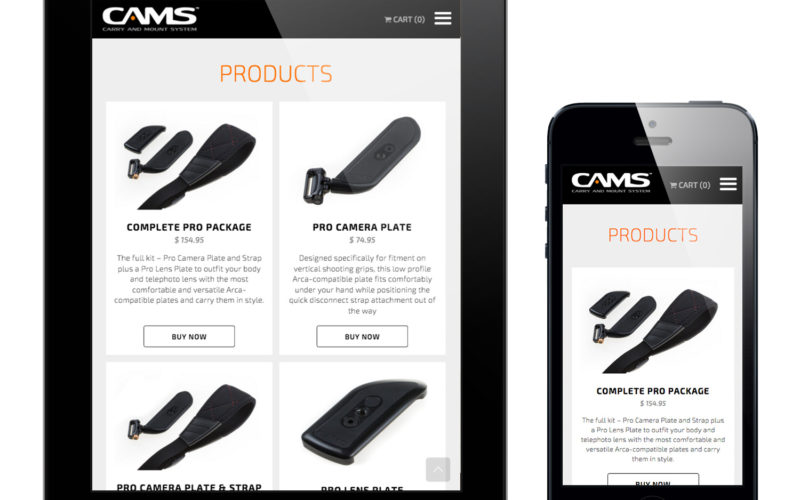 CAMS™
CARRY AND MOUNT SYSTEM
CART (0)
PRODUCTS
COMPLETE PRO PACKAGE
$ 154.95
The full kit – Pro Camera Plate and Strap
plus a Pro Lens Plate to outfit your body
and telephoto lens with the most
comfortable and versatile Arca-
compatible plates and carry them in style.
BUY NOW
PRO CAMERA PLATE
$ 74.95
Designed specifically for fitment on
vertical shooting grips, this low profile
Arca-compatible plate fits comfortably
under your hand while positioning the
quick disconnect strap attachment out of
the way
BUY NOW
PRO CAMERA PLATE & STRAP
PRO LENS PLATE
CAMS™
CARRY AND MOUNT SYSTEM
CART (0)
PRODUCTS
COMPLETE PRO PACKAGE
$ 154.95
The full kit – Pro Camera Plate and Strap plus
a Pro Lens Plate to outfit your body and
telephoto lens with the most comfortable and
versatile Arca-compatible plates and carry
them in style.
BUY NOW